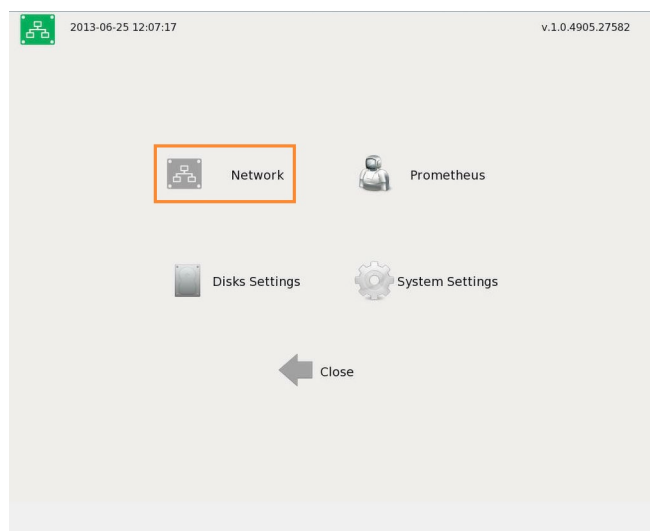 2013-06-25 12:07:17 v.1.0.4905.27582
Network Prometheus
Disks Settings System Settings
Close